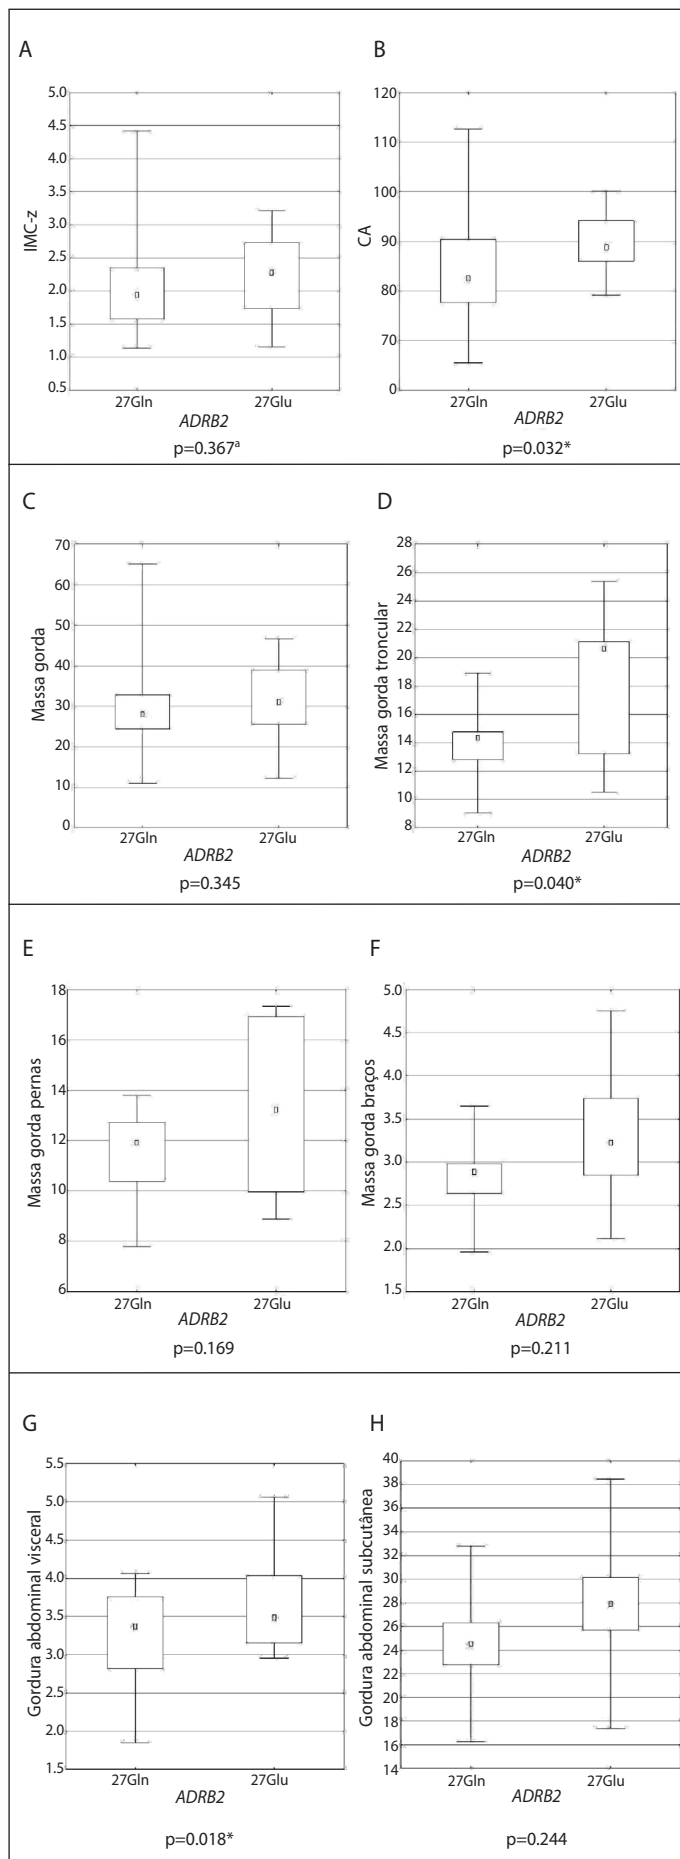 A
IMC-z
5.0
4.5
4.0
3.5
3.0
2.5
2.0
1.5
1.0
0.5
27Gln 27Glu
ADRB2
p=0.367ª
B
CA
120
110
100
90
80
70
0
27Gln 27Glu
ADRB2
p=0.032*
C
Massa gorda
70
60
50
40
30
20
10
0
27Gln 27Glu
ADRB2
p=0.345
D
Massa gorda troncular
28
26
24
22
20
18
16
14
12
10
8
27Gln 27Glu
ADRB2
p=0.040*
E
Massa gorda pernas
18
16
14
12
10
8
6
27Gln 27Glu
ADRB2
p=0.169
F
Massa gorda braços
5.0
4.5
4.0
3.5
3.0
2.5
2.0
1.5
27Gln 27Glu
ADRB2
p=0.211
G
Gordura abdominal visceral
5.5
5.0
4.5
4.0
3.5
3.0
2.5
2.0
1.5
27Gln 27Glu
ADRB2
p=0.018*
H
Gordura abdominal subcutânea
40
38
36
34
32
30
28
26
24
22
20
18
16
14
27Gln 27Glu
ADRB2
p=0.244